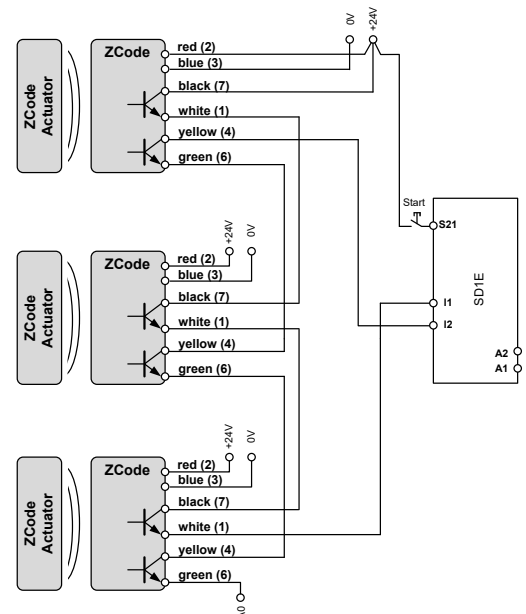 0V
+24V
ZCode
Actuator
ZCode
red (2)
blue (3)
black (7)
white (1)
yellow (4)
green (6)
Start
S21
SD1E
I1
I2
A2
A1
ZCode
Actuator
ZCode
+24V
0V
red (2)
blue (3)
black (7)
white (1)
yellow (4)
green (6)
ZCode
Actuator
ZCode
+24V
0V
red (2)
blue (3)
black (7)
white (1)
yellow (4)
green (6)
0V